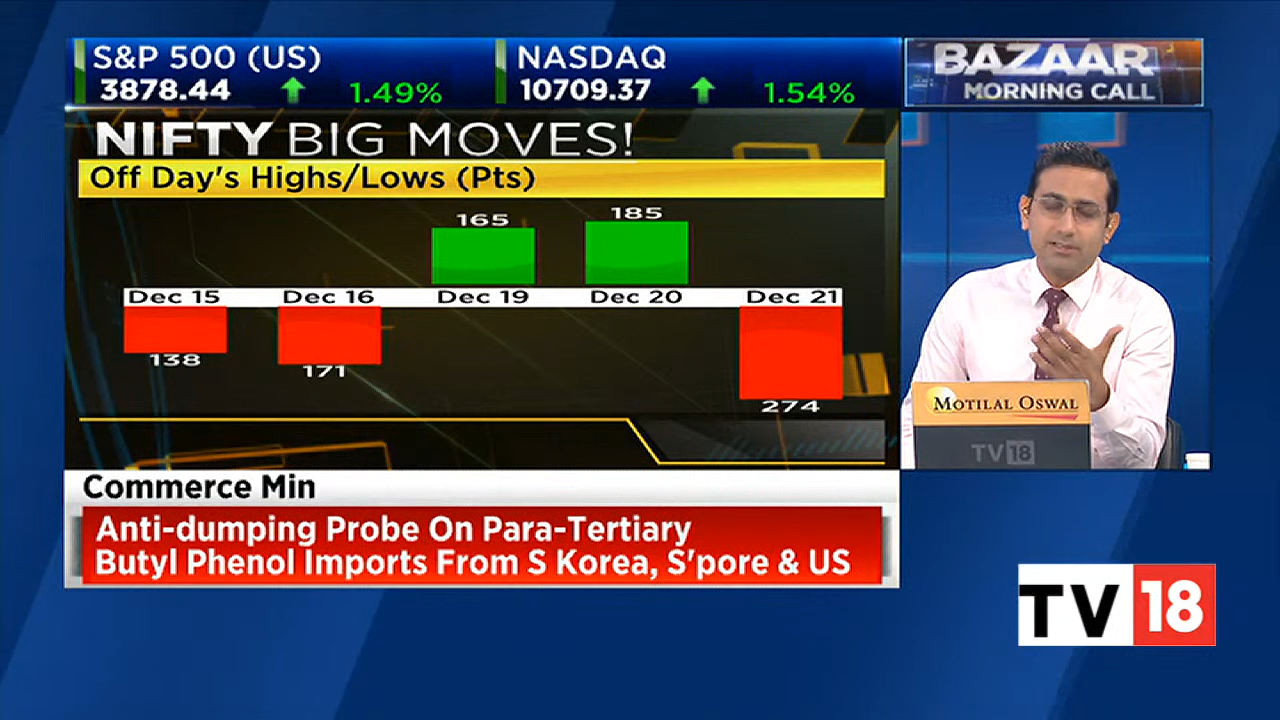 S&P 500 (US)
3878.44 1.49%
NASDAQ
10709.37 1.54%
BAZAAR
MORNING CALL
NIFTY BIG MOVES!
Off Day's Highs/Lows (Pts)
165
185
Dec 15
Dec 16
Dec 19
Dec 20
Dec 21
138
171
274
MOTILAL OSWAL
TV18
Commerce Min
Anti-dumping Probe On Para-Tertiary
Butyl Phenol Imports From S Korea, S'pore & US
TV18